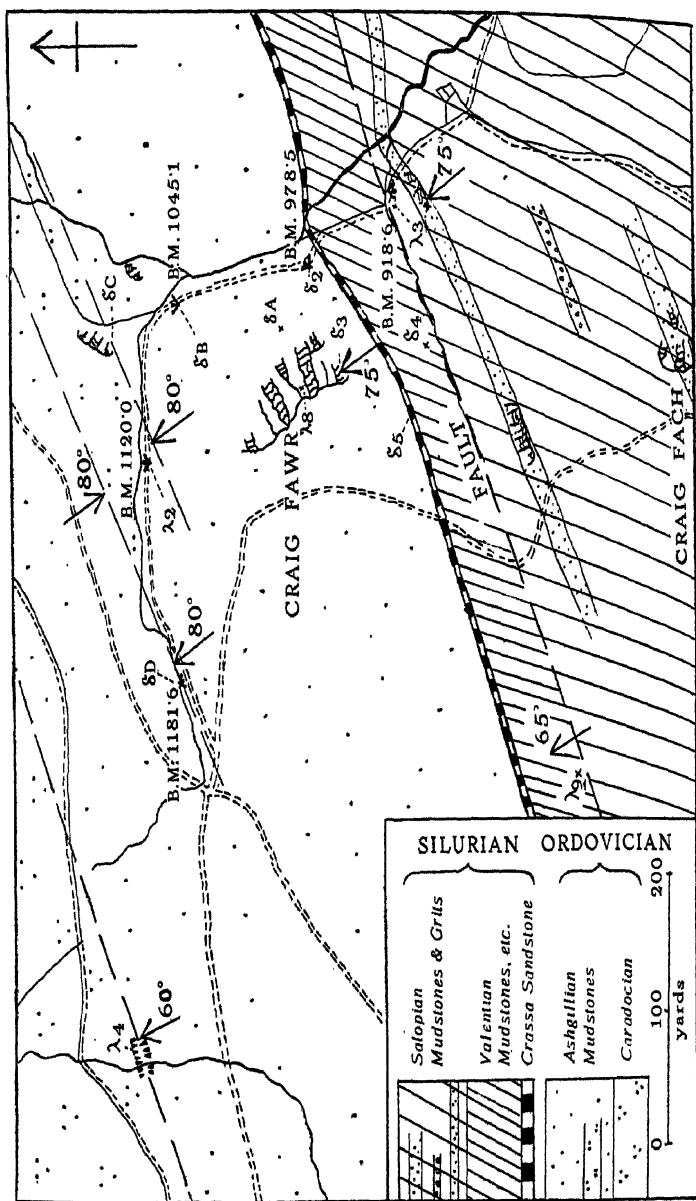 λ4
60°
B.M. 1181·6
δD
80°
80°
B.M. 1120·0
80°
λ2
δC
B.M. 1045·1
δB
δA
CRAIG FAWR
λ8
B.M. 978·5
δ2
δ3
75°
δ5
B.M. 918·6
δ4
λ3
75°
FAULT
65°
λ9
CRAIG FACH
Salopian
Mudstones & Grits
Valentian
Mudstones, etc.
Crassa Sandstone
SILURIAN
Ashgillian
Mudstones
Caradocian
ORDOVICIAN
0 100 200
yards